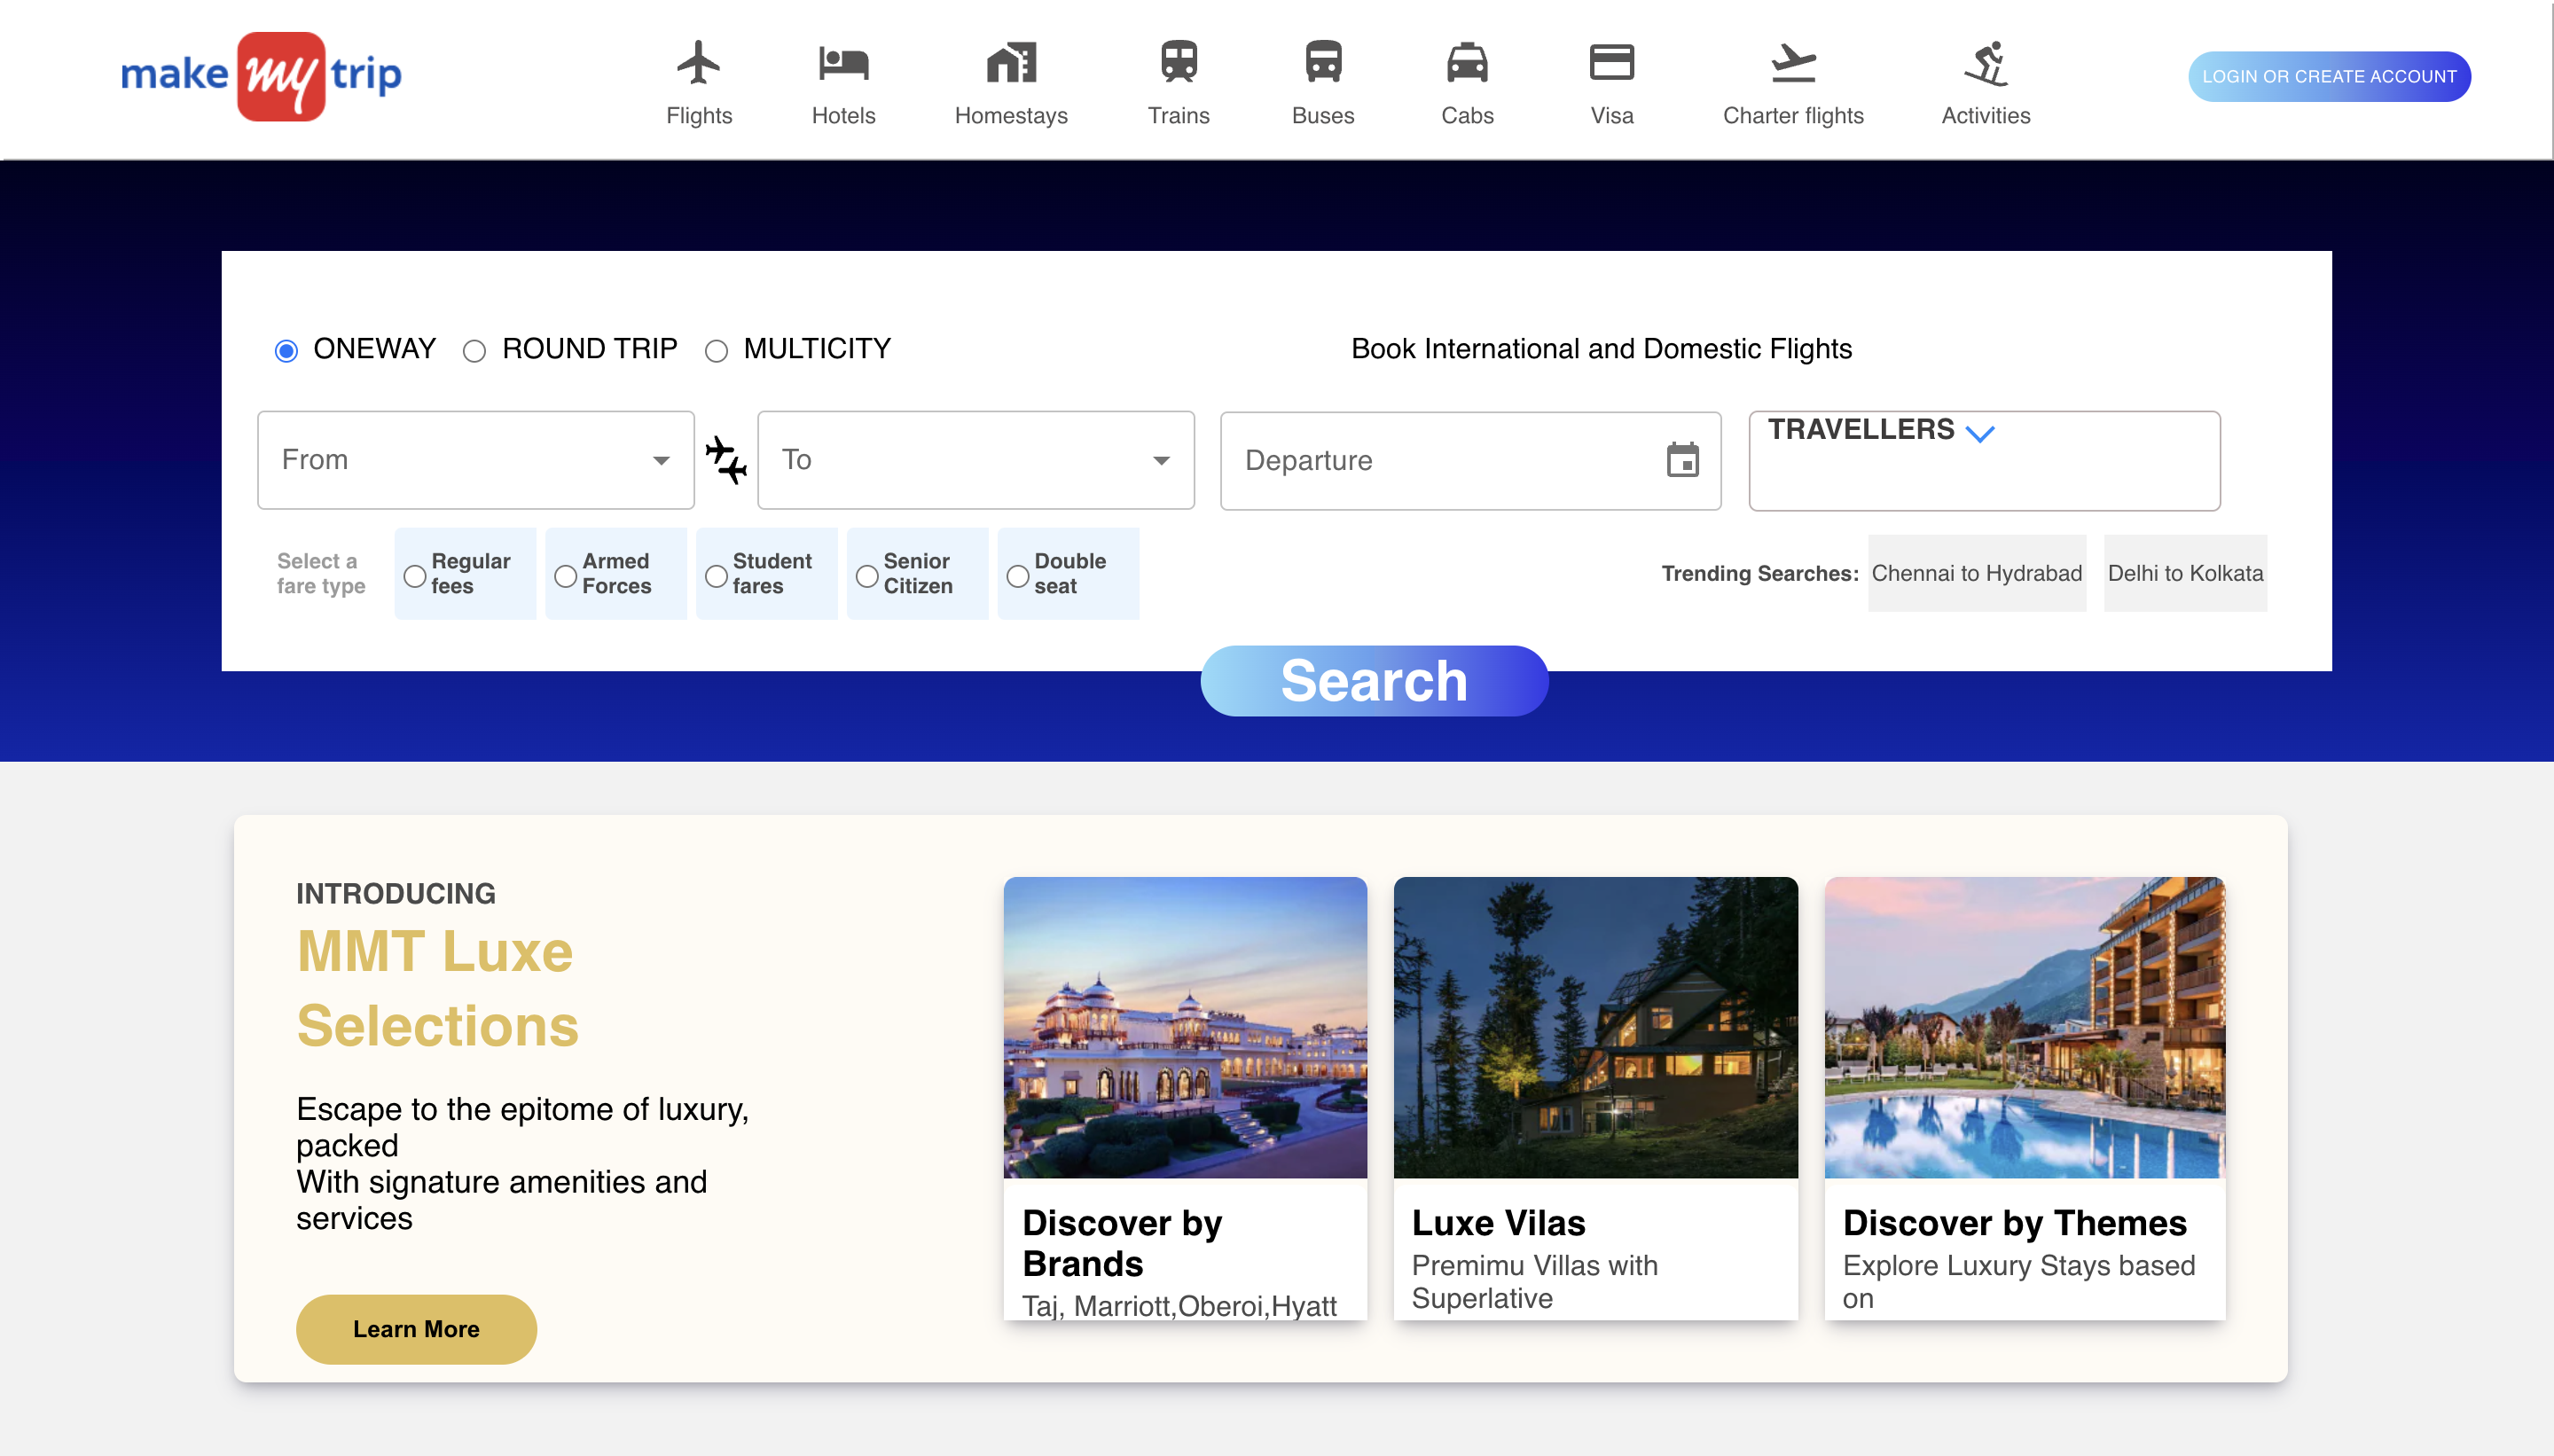 make my trip
Flights
Hotels
Homestays
Trains
Buses
Cabs
Visa
Charter flights
Activities
LOGIN OR CREATE ACCOUNT
ONEWAY
ROUND TRIP
MULTICITY
Book International and Domestic Flights
From
To
Departure
TRAVELLERS
Select a
fare type
Regular
fees
Armed
Forces
Student
fares
Senior
Citizen
Double
seat
Trending Searches:
Chennai to Hydrabad
Delhi to Kolkata
Search
INTRODUCING
MMT Luxe
Selections
Escape to the epitome of luxury,
packed
With signature amenities and
services
Learn More
Discover by
Brands
Taj, Marriott,Oberoi,Hyatt
Luxe Vilas
Premimu Villas with
Superlative
Discover by Themes
Explore Luxury Stays based
on